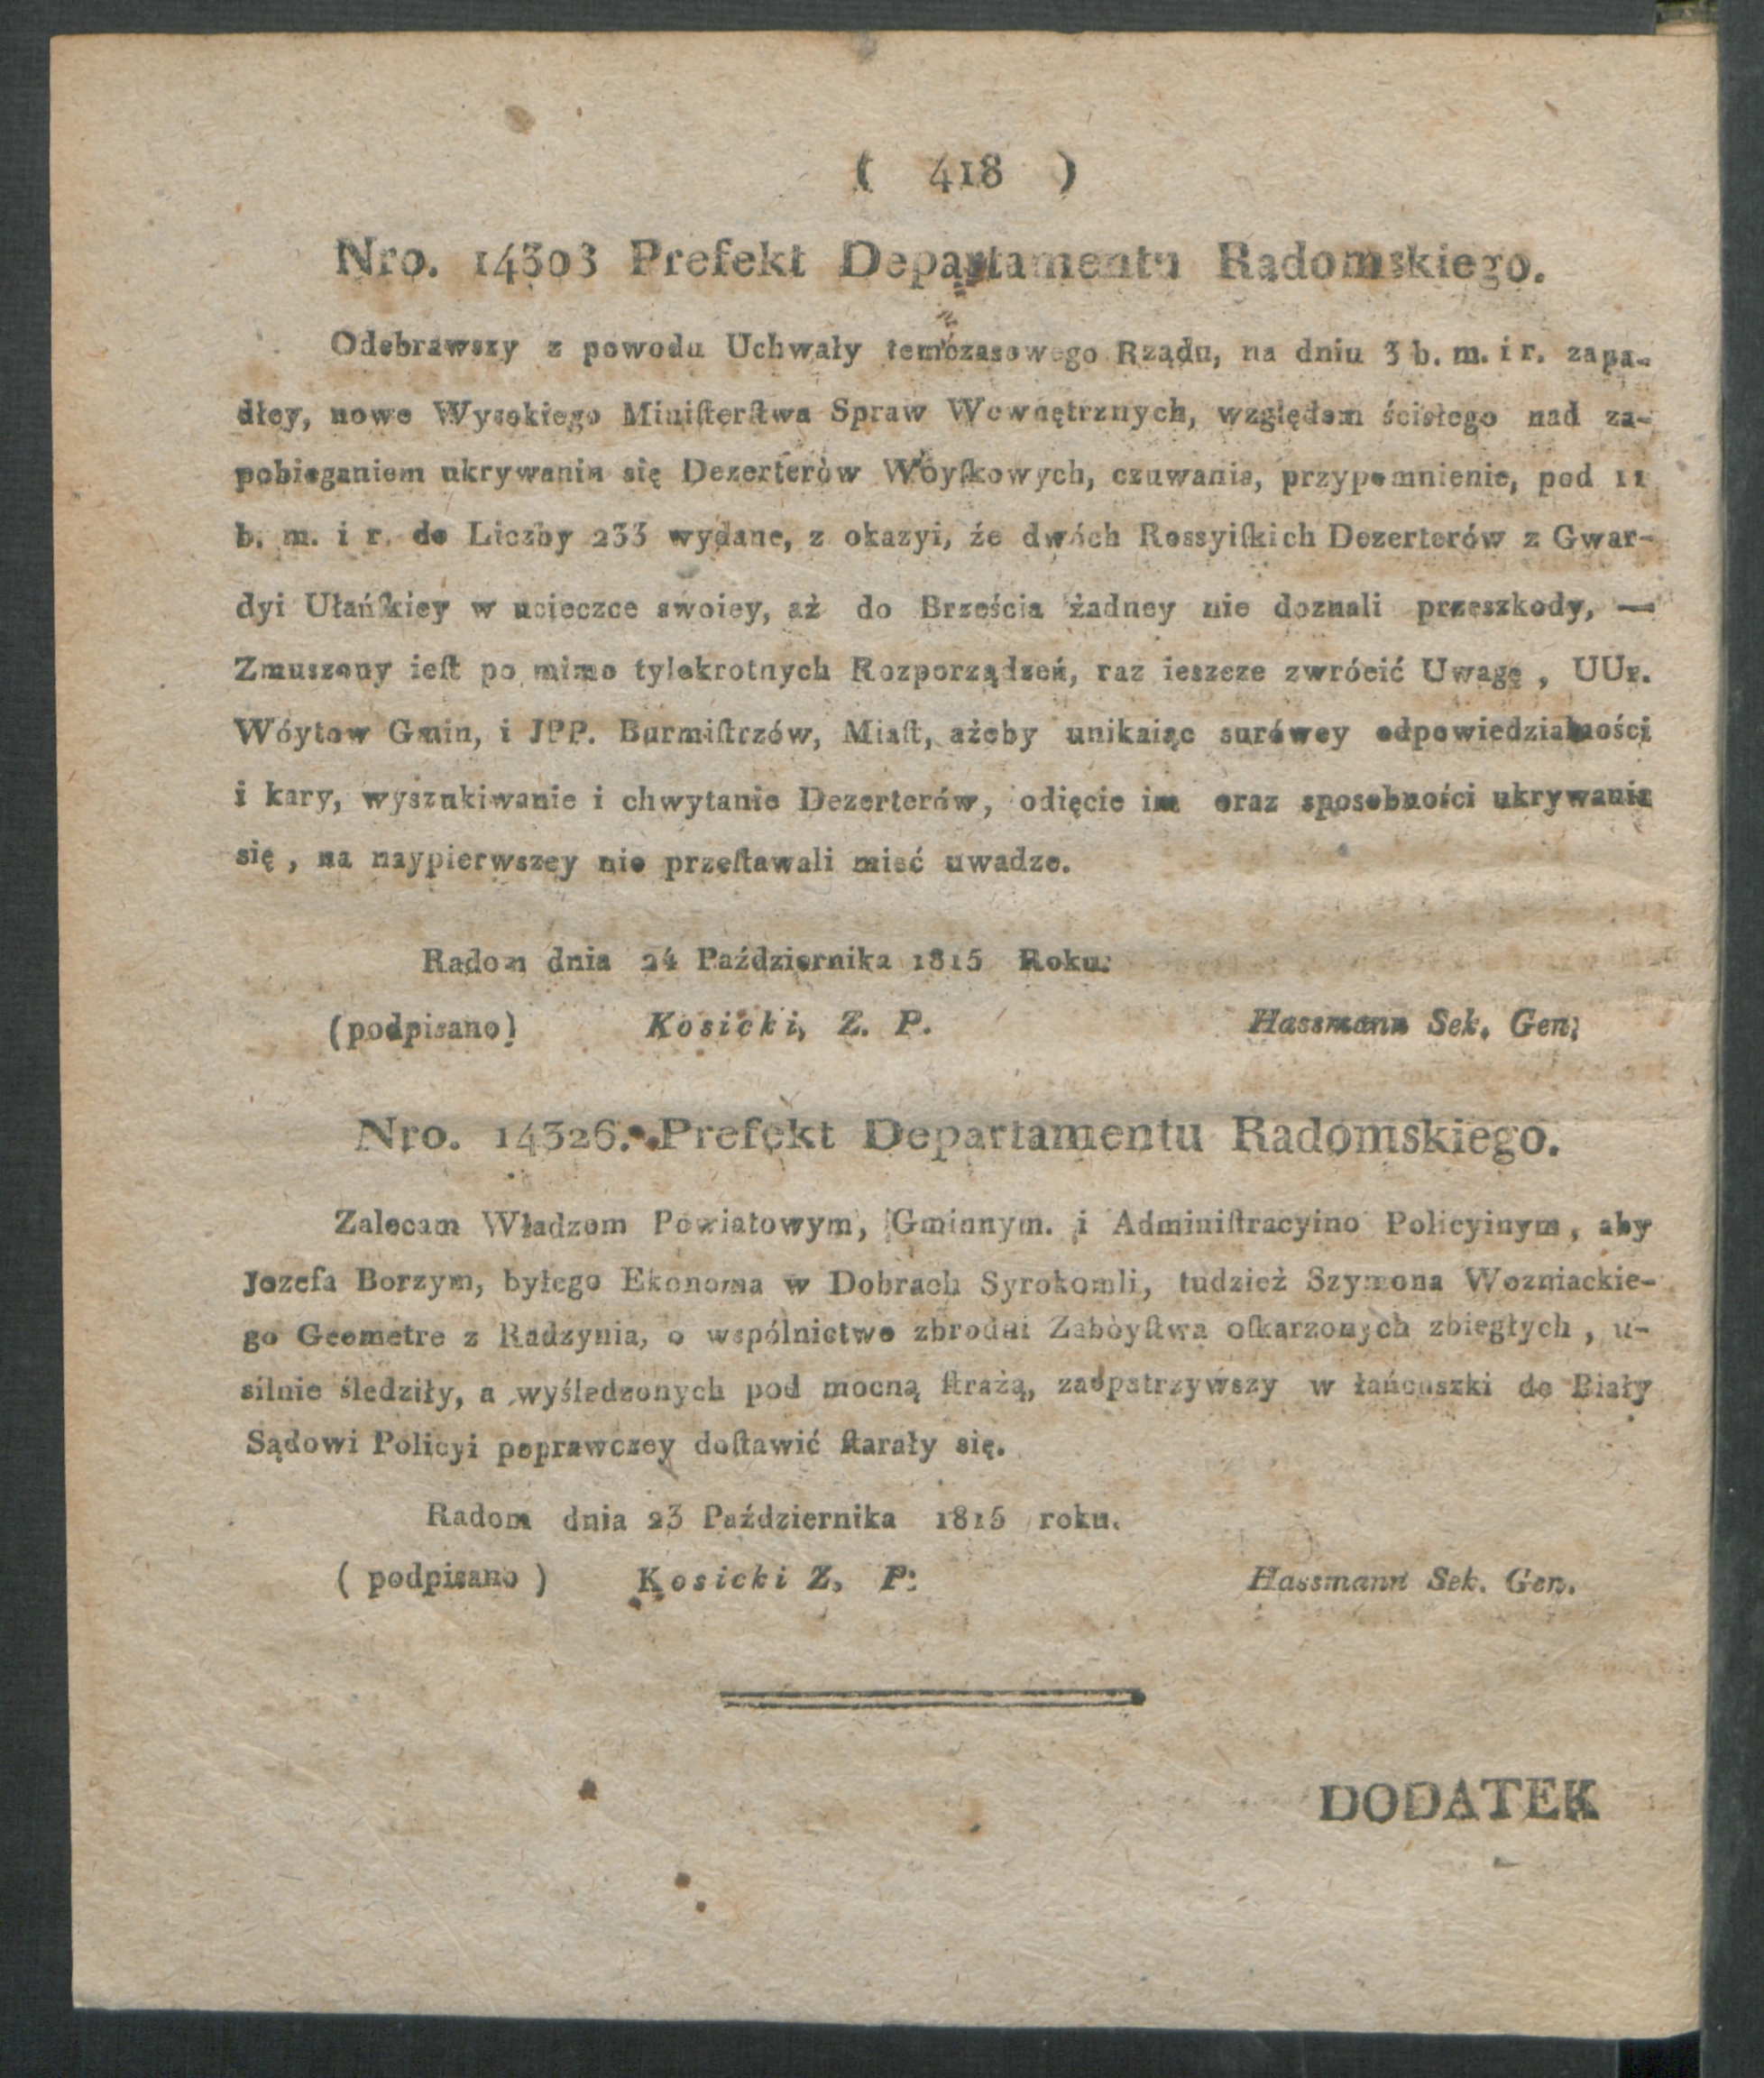 ( 418 )
Nro. 14303 Prefekt Departamentu Radomskiego.
Odebrawszy z powodu Uchwały temczasowego Rządu, na dniu 3 b. m. i r. zapa-
dłey, nowe Wysokiego Miniſterſtwa Spraw Wewnętrznych, względem ścisłego nad za-
pobieganiem ukrywania się Dezerterów Wóyſkowych, czuwania, przypomnienie, pod 11
b. m. i r. do Liczby 233 wydane, z okazyi, że dwóch Rossyiſkich Dezerterów z Gwar-
dyi Ułańſkiey w ucieczce swoiey, aż do Brześcia żadney nie doznali przeszkody, —
Zmuszony ieſt po mimo tylekrotnych Rozporządzeń, raz ieszcze zwrócić Uwagę , UUr.
Wóytow Gmin, i JPP. Burmiſtrzów, Miaſt, ażeby unikaiąc surówey odpowiedzialności
i kary, wyszukiwanie i chwytanie Dezerterów, odięcie im oraz sposobności ukrywania
się , na naypierwszey nie przeſtawali mieć uwadze.
Radom dnia 24 Października 1815 Roku.
(podpisano) Kosicki, Z. P. Hassmann Sek. Gen.
Nro. 14326. Prefekt Departamentu Radomskiego.
Zalecam Władzom Powiatowym, Gminnym. i Adminiſtracyino Policyinym, aby
Jozefa Borzym, byłego Ekonoma w Dobrach Syrokomli, tudzież Szymona Wozniackie-
go Geometre z Radzynia, o wspólnictwo zbrodni Zabóyſtwa oſkarzonych zbiegłych , u-
silnie śledziły, a wyśledzonych pod mocną ſtrażą, zaopatrzywszy w łańcuszki do Biały
Sądowi Policyi poprawczey doſtawić ſtarały się.
Radom dnia 23 Października 1815 roku.
( podpisano ) Kosicki Z. P: Hassmann Sek. Gen.
DODATEK